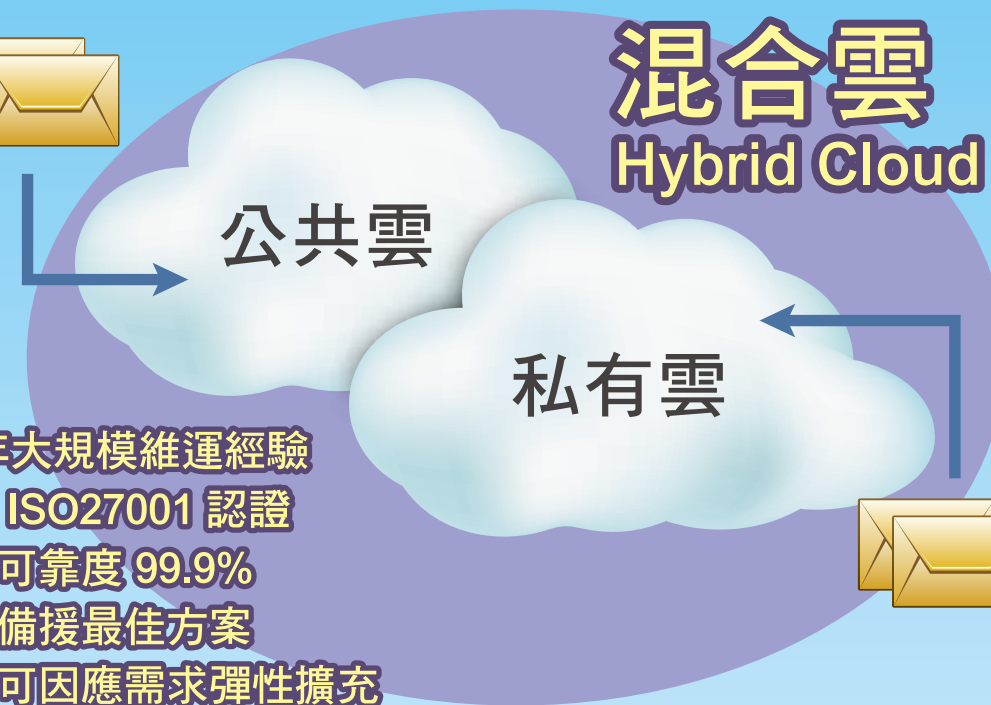 混合雲
Hybrid Cloud
公共雲
私有雲
年大規模維運經驗
ISO27001 認證
可靠度 99.9%
備援最佳方案
可因應需求彈性擴充